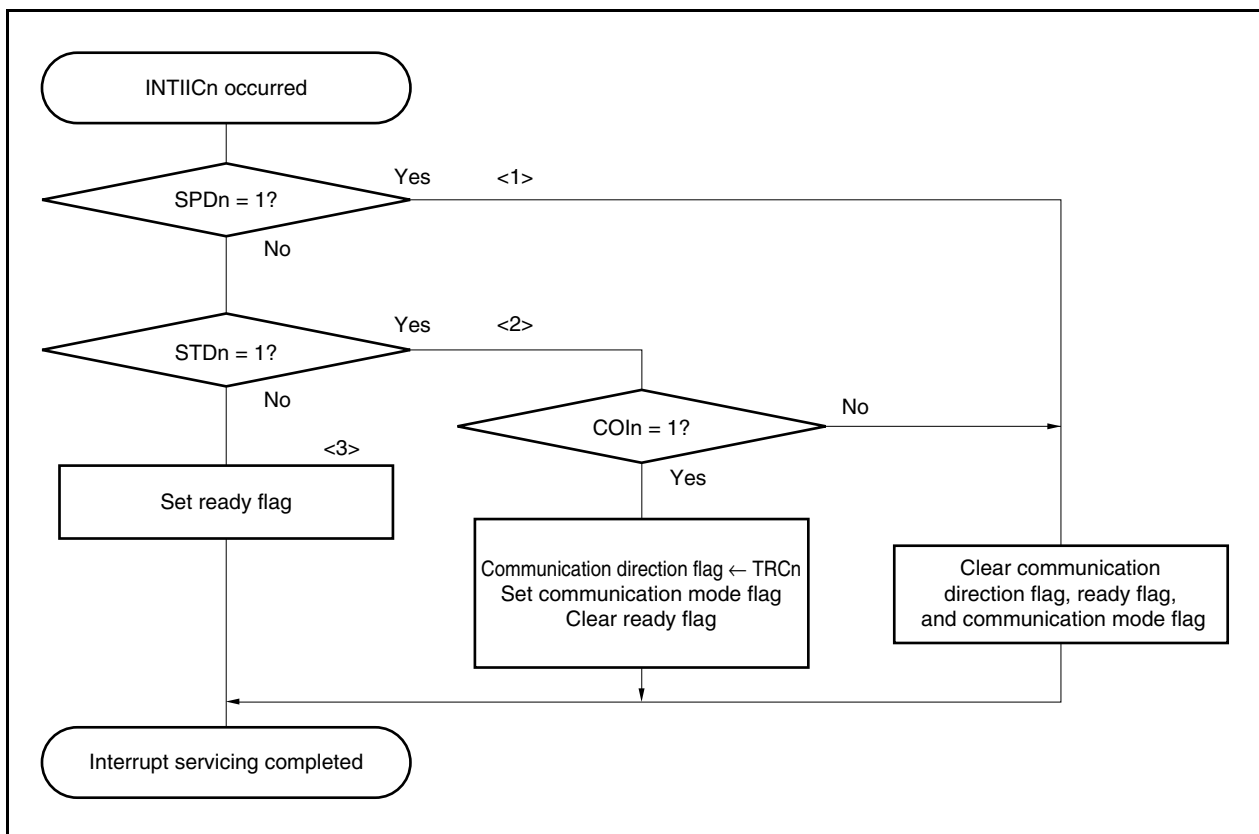 INTIICn occurred
SPDn = 1?
Yes
<1>
No
STDn = 1?
Yes
<2>
No
COIn = 1?
No
Yes
<3>
Set ready flag
Communication direction flag ← TRCn
Set communication mode flag
Clear ready flag
Clear communication
direction flag, ready flag,
and communication mode flag
Interrupt servicing completed